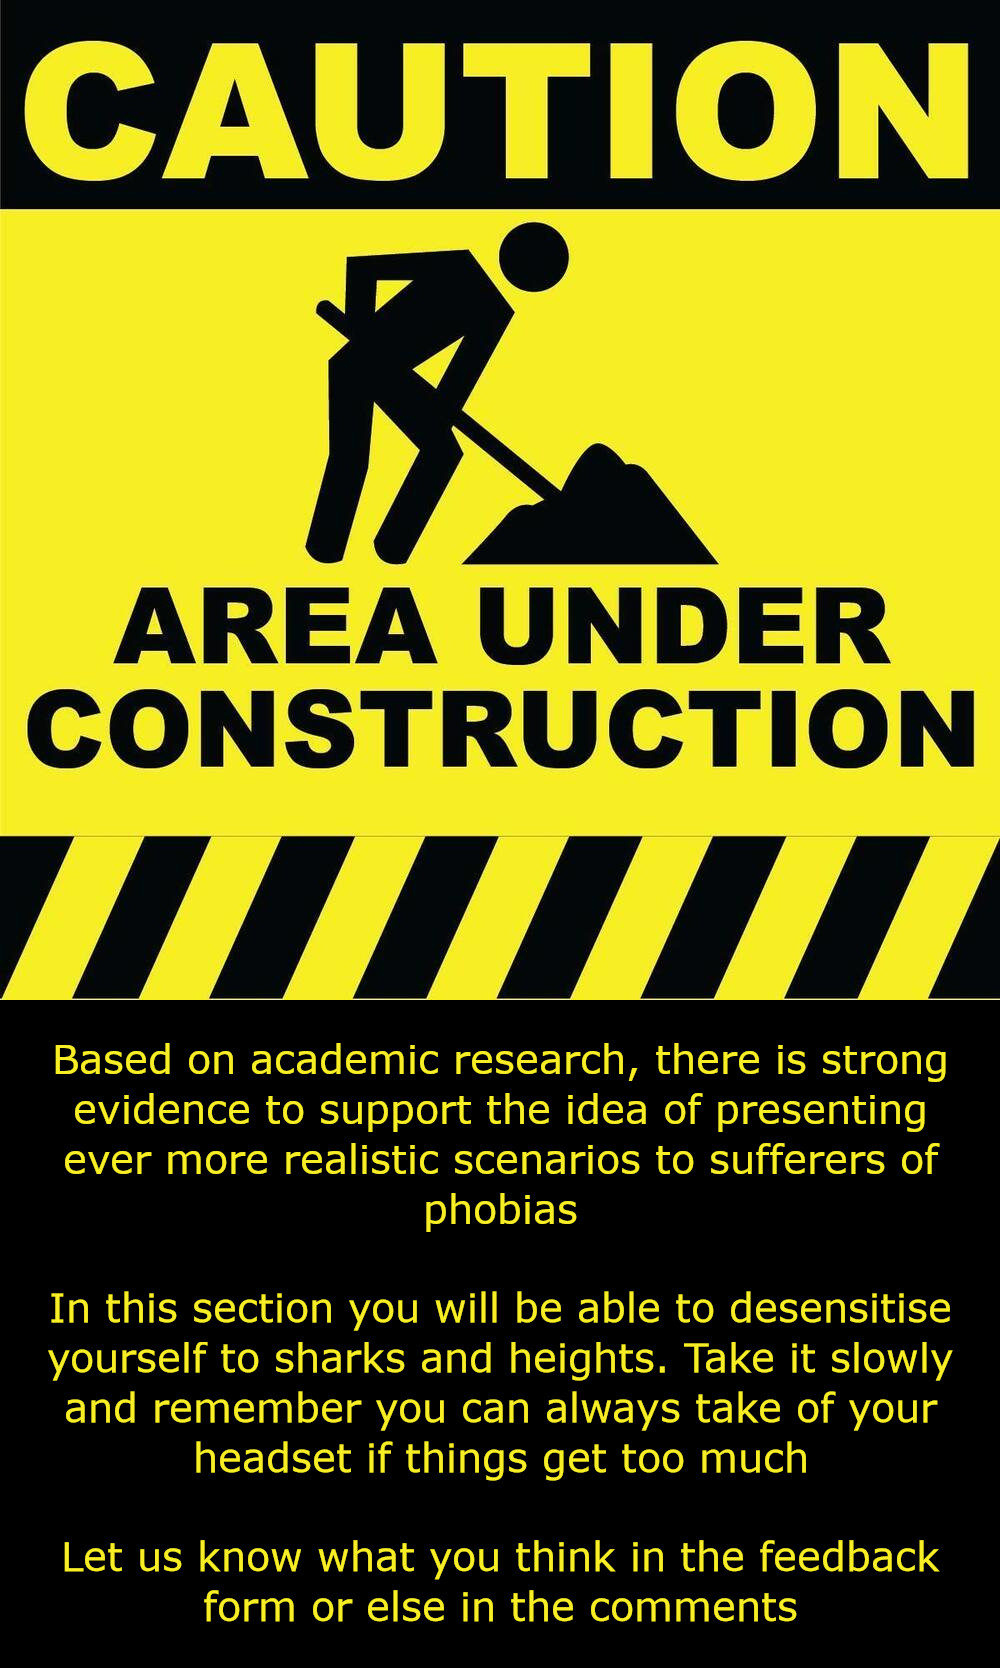 CAUTION
AREA UNDER
CONSTRUCTION
Based on academic research, there is strong
evidence to support the idea of presenting
ever more realistic scenarios to sufferers of
phobias
In this section you will be able to desensitise
yourself to sharks and heights. Take it slowly
and remember you can always take of your
headset if things get too much
Let us know what you think in the feedback
form or else in the comments